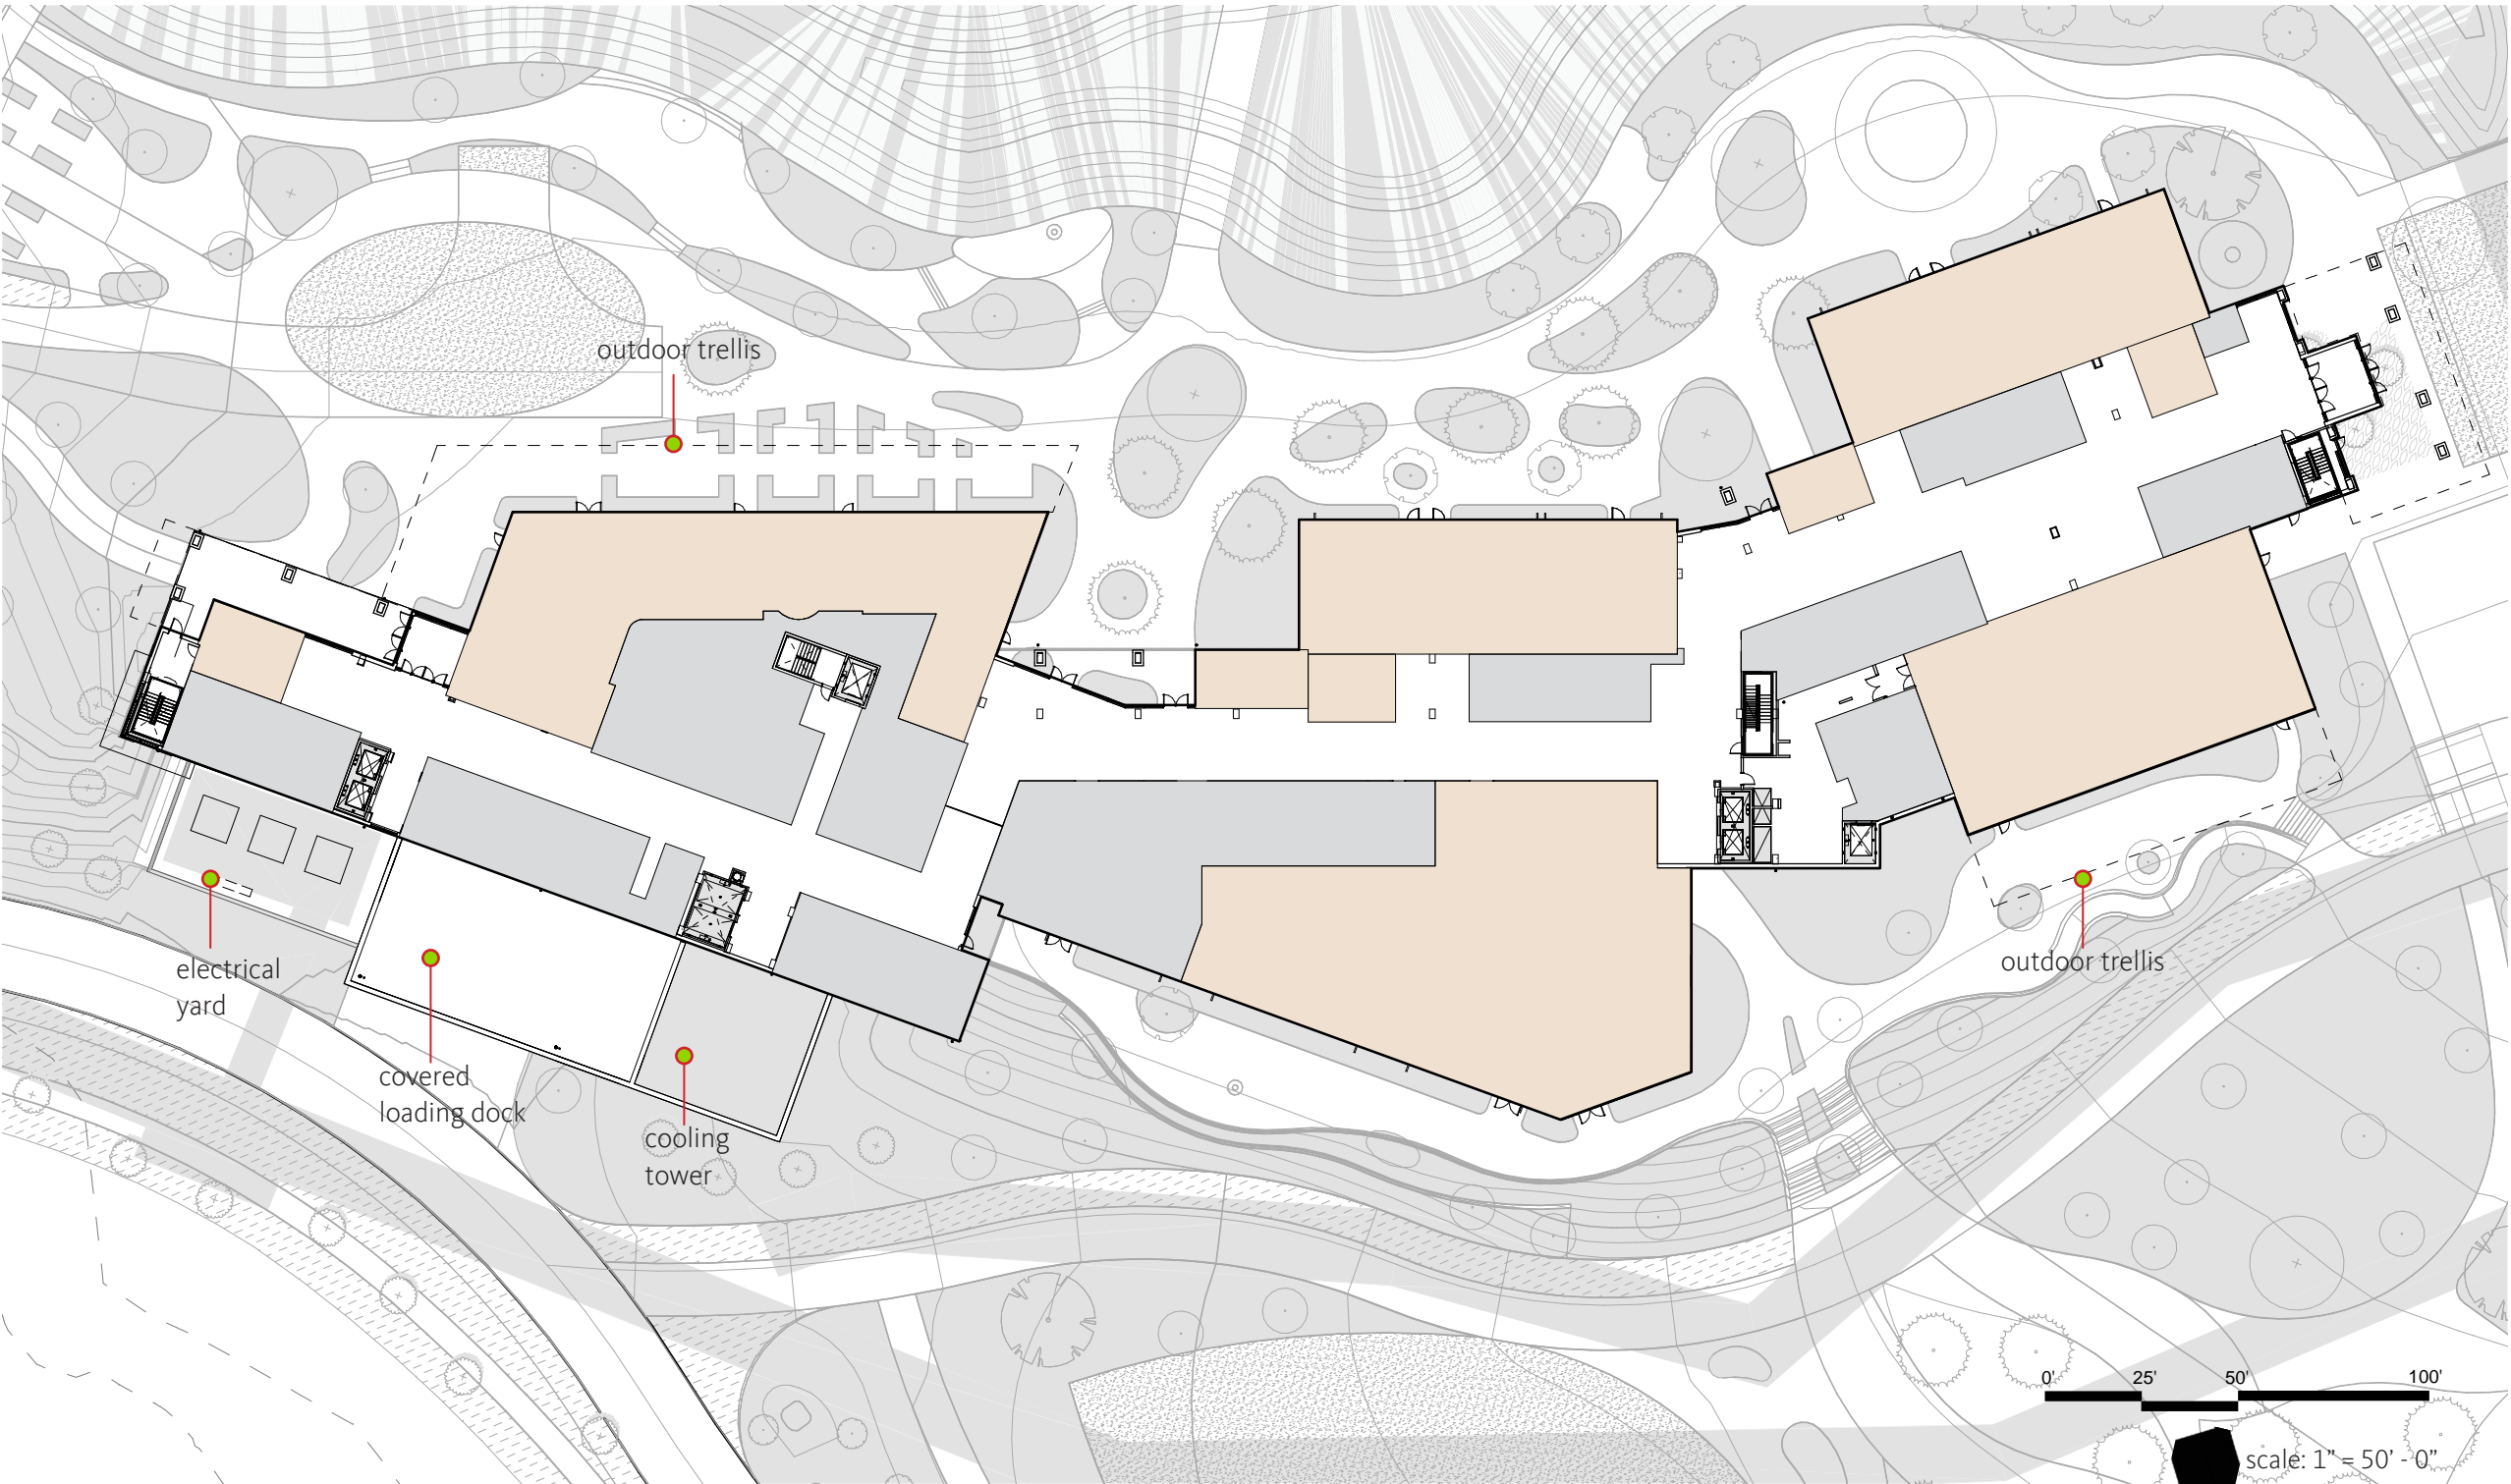 outdoor trellis
electrical
yard
outdoor trellis
covered
loading dock
cooling
tower
0' 25' 50' 100'
scale: 1” = 50’ - 0”